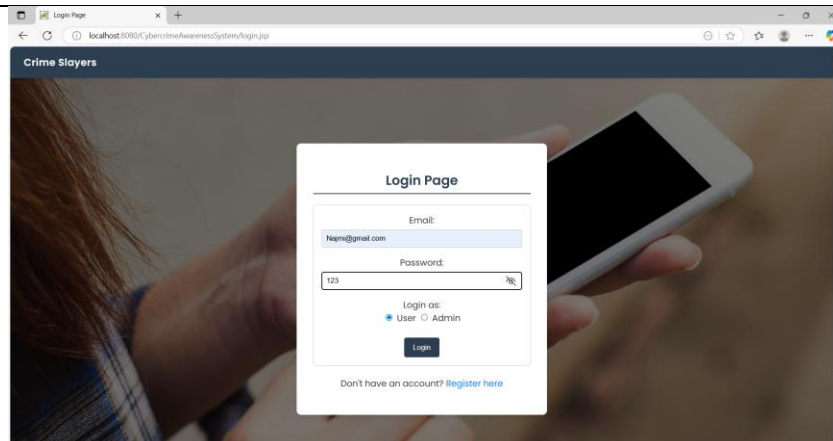 Login Page
localhost:8080/CybercrimeAwarenessSystem/login.jsp
Crime Slayers
Login Page
Email:
Najmi@gmail.com
Password:
123
Login as:
User Admin
Login
Don't have an account? Register here